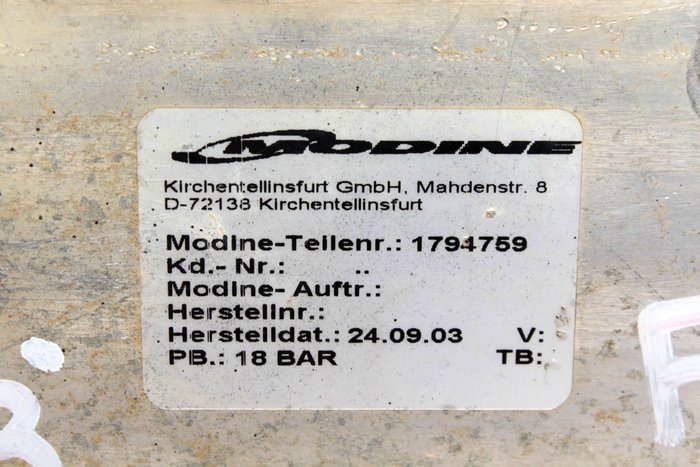 MODINE
Kirchentellinsfurt GmbH, Mahdenstr. 8
D-72138 Kirchentellinsfurt
Modine-Teilenr.: 1794759
Kd.- Nr.: ..
Modine- Auftr.:
Herstellnr.:
Herstelldat.: 24.09.03 V:
PB.: 18 BAR TB: